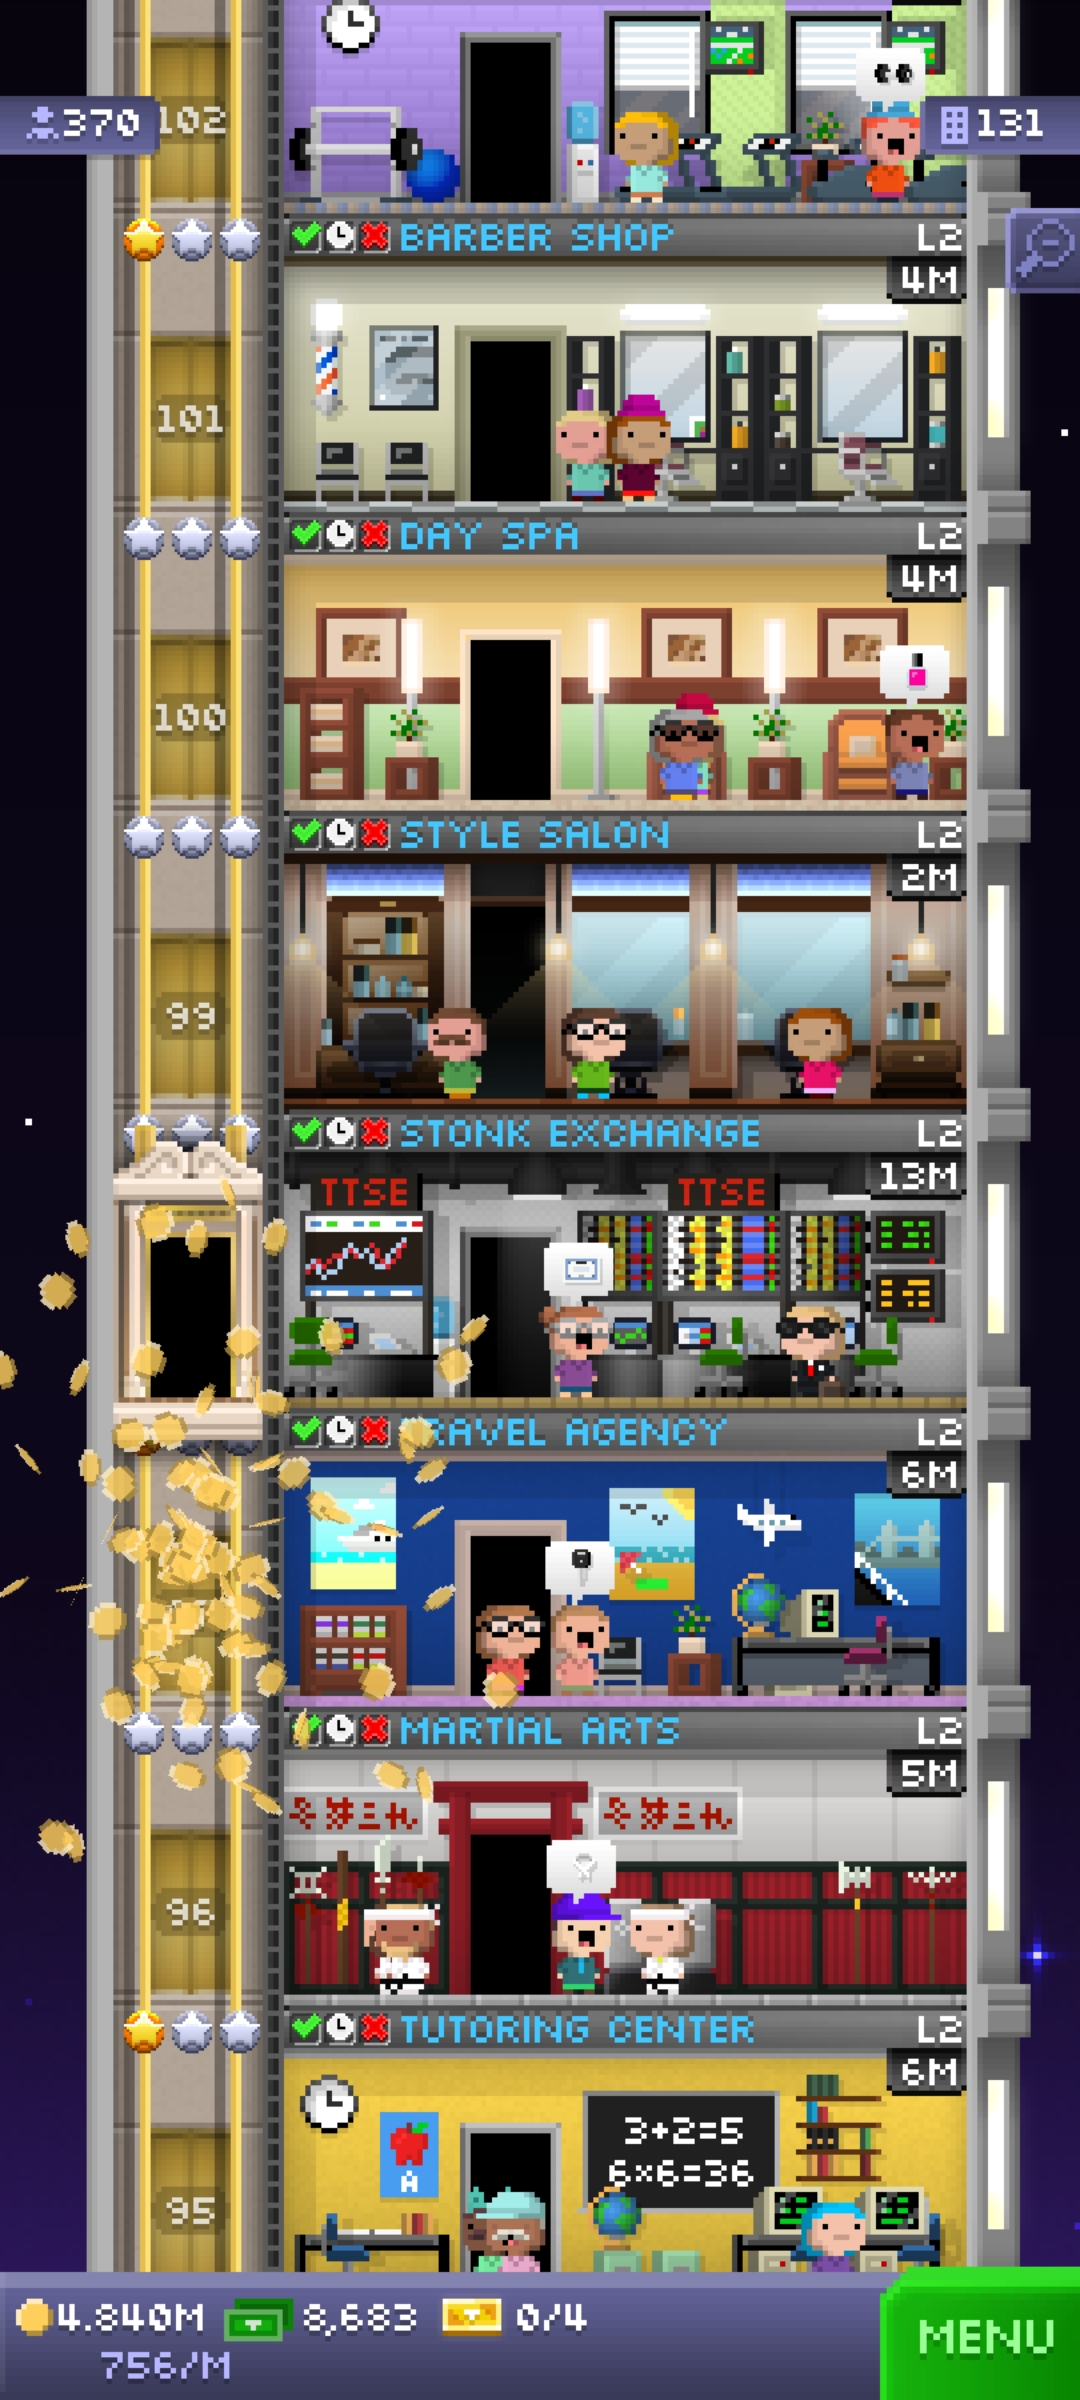 370
102
131
BARBER SHOP L2
4M
101
DAY SPA L2
4M
100
STYLE SALON L2
2M
99
STONK EXCHANGE L2
13M
TTSE TTSE
RAVEL AGENCY L2
6M
MARTIAL ARTS L2
5M
96
TUTORING CENTER L2
6M
3+2=5
6×6=36
A
95
4.840M 8,683 0/4
756/M
MENU